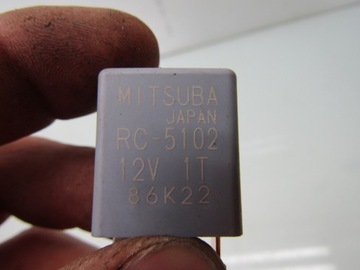 MITSUBA
JAPAN
RC-5102
12V 1T
86K22